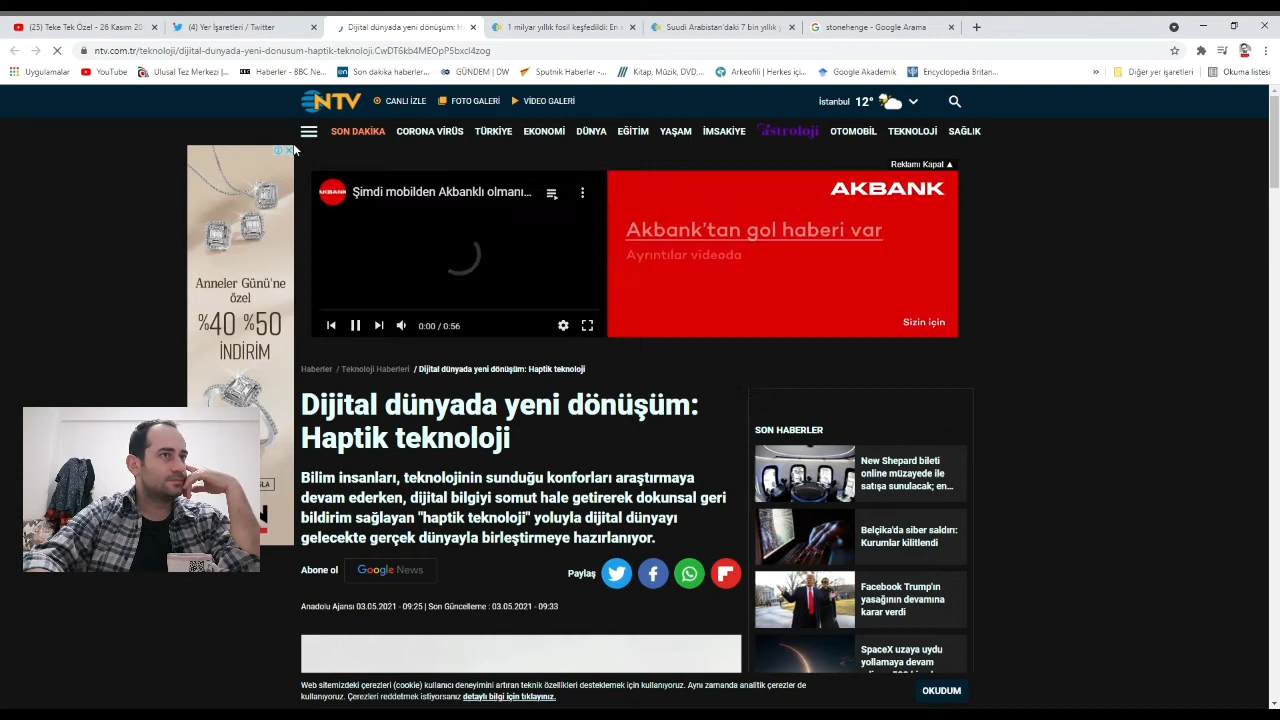 (25) Teke Tek Özel - 26 Kasım 20
(4) Yer İşaretleri / Twitter
Dijital dünyada yeni dönüşüm: H
1 milyar yıllık fosil keşfedildi: En
Suudi Arabistan'daki 7 bin yıllık y
stonehenge - Google Arama
ntv.com.tr/teknoloji/dijital-dunyada-yeni-donusum-haptik-teknoloji.CwDT6kb4MEOpP5bxcl4zog
Uygulamalar
YouTube
Ulusal Tez Merkezi |...
Haberler - BBC Ne...
Son dakika haberler...
GÜNDEM | DW
Sputnik Haberler -...
Kitap, Müzik, DVD,...
Arkeofili | Herkes içi...
Google Akademik
Encyclopedia Britan...
»
Diğer yer işaretleri
Okuma listesi
NTV
CANLI İZLE
FOTO GALERİ
VİDEO GALERİ
İstanbul 12°
SON DAKİKA
CORONA VİRÜS
TÜRKİYE
EKONOMİ
DÜNYA
EĞİTİM
YAŞAM
İMSAKİYE
astroloji
OTOMOBİL
TEKNOLOJİ
SAĞLIK
Reklamı Kapat ▲
AKBANK
Şimdi mobilden Akbanklı olmanı...
AKBANK
Akbank'tan gol haberi var
Ayrıntılar videoda
Sizin için
0:00 / 0:56
Anneler Günü'ne
özel
%40 %50
İNDİRİM
Haberler / Teknoloji Haberleri / Dijital dünyada yeni dönüşüm: Haptik teknoloji
Dijital dünyada yeni dönüşüm:
Haptik teknoloji
Bilim insanları, teknolojinin sunduğu konforları araştırmaya
devam ederken, dijital bilgiyi somut hale getirerek dokunsal geri
bildirim sağlayan "haptik teknoloji" yoluyla dijital dünyayı
gelecekte gerçek dünyayla birleştirmeye hazırlanıyor.
Abone ol
Google News
Paylaş
Anadolu Ajansı 03.05.2021 - 09:25 | Son Güncelleme : 03.05.2021 - 09:33
SON HABERLER
New Shepard bileti
online müzayede ile
satışa sunulacak; en...
Belçika'da siber saldırı:
Kurumlar kilitlendi
Facebook Trump'ın
yasağının devamına
karar verdi
SpaceX uzaya uydu
yollamaya devam
Web sitemizdeki çerezleri (cookie) kullanıcı deneyimini artıran teknik özellikleri desteklemek için kullanıyoruz. Aynı zamanda analitik çerezler de
kullanıyoruz. Çerezleri reddetmek istiyorsanız detaylı bilgi için tıklayınız.
OKUDUM